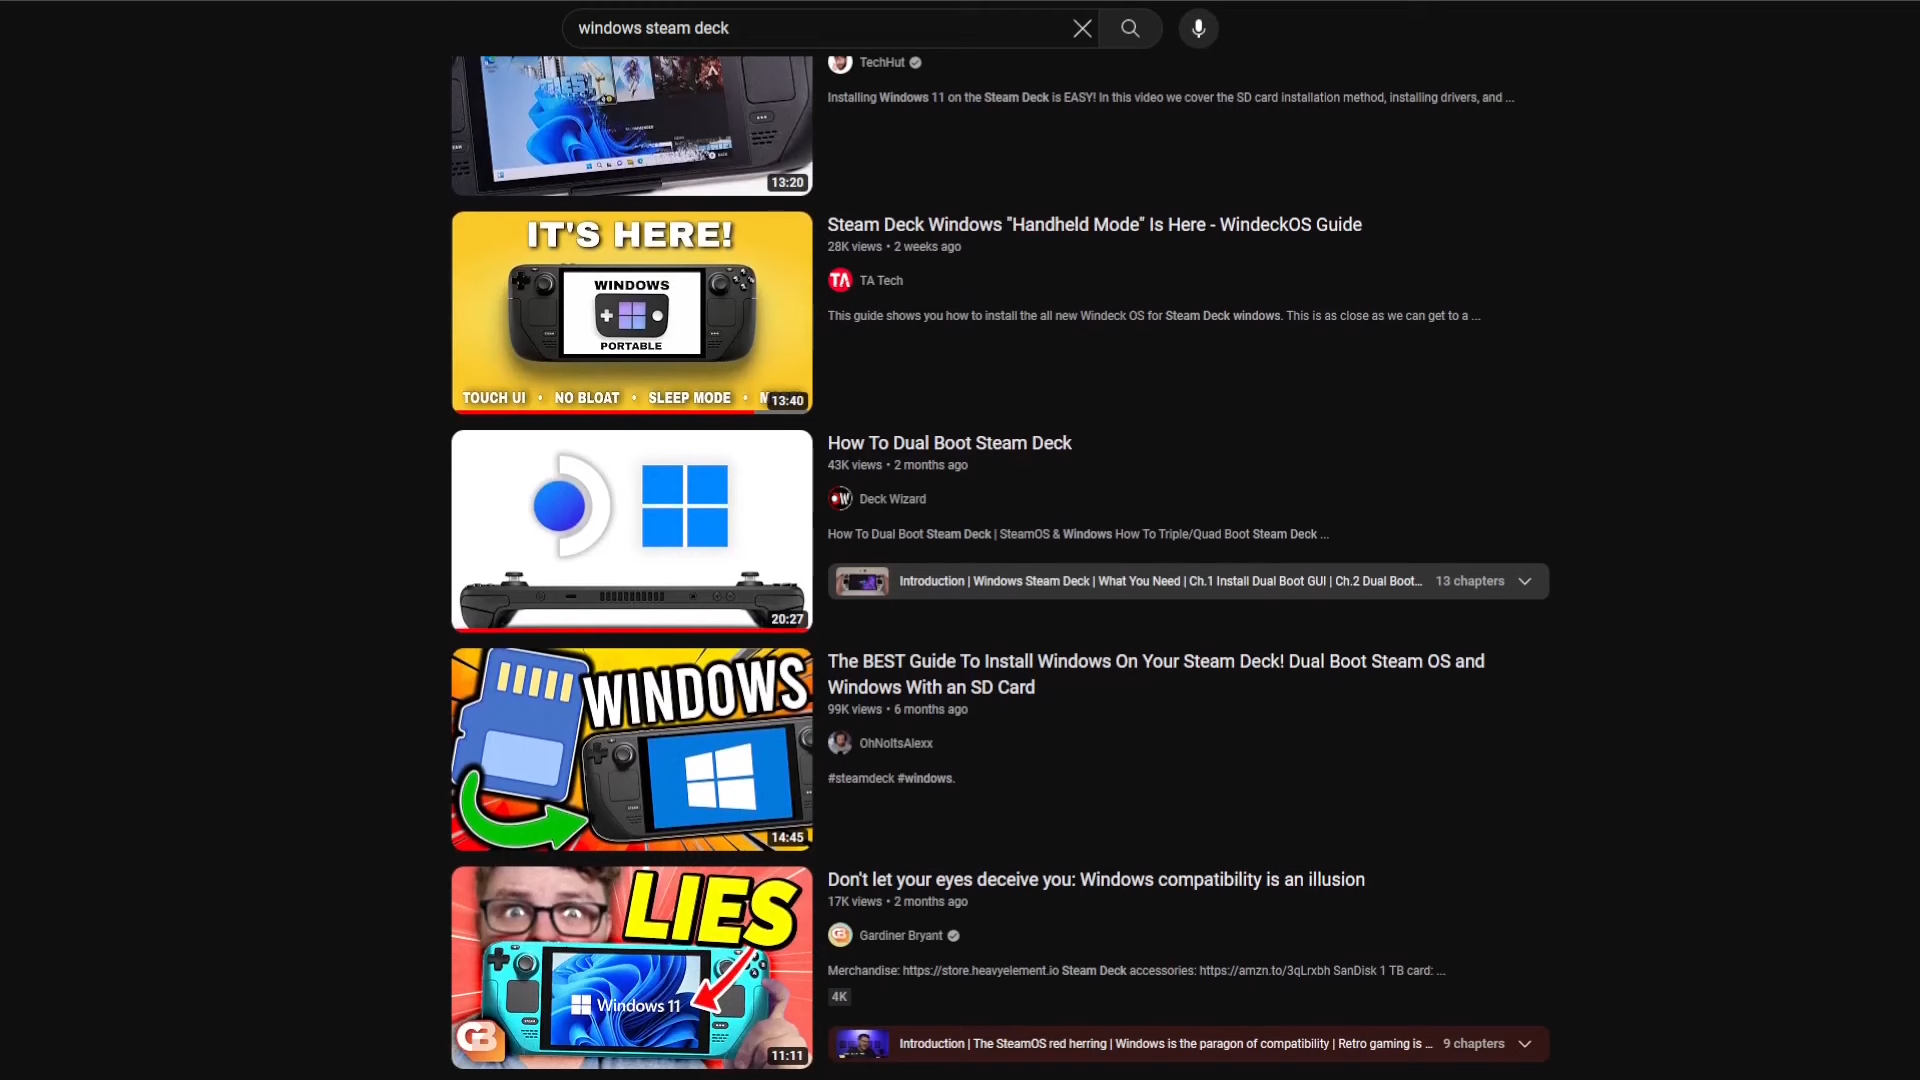 windows steam deck
TechHut
Installing Windows 11 on the Steam Deck is EASY! In this video we cover the SD card installation method, installing drivers, and ...
13:20
IT'S HERE!
WINDOWS
PORTABLE
TOUCH UI • NO BLOAT • SLEEP MODE •
13:40
Steam Deck Windows "Handheld Mode" Is Here - WindeckOS Guide
28K views • 2 weeks ago
TA TA Tech
This guide shows you how to install the all new Windeck OS for Steam Deck windows. This is as close as we can get to a ...
20:27
How To Dual Boot Steam Deck
43K views • 2 months ago
Deck Wizard
How To Dual Boot Steam Deck | SteamOS & Windows How To Triple/Quad Boot Steam Deck ...
Introduction | Windows Steam Deck | What You Need | Ch.1 Install Dual Boot GUI | Ch.2 Dual Boot... 13 chapters
WINDOWS
14:45
The BEST Guide To Install Windows On Your Steam Deck! Dual Boot Steam OS and
Windows With an SD Card
99K views • 6 months ago
OhNoItsAlexx
#steamdeck #windows.
LIES
Windows 11
GB
11:11
Don't let your eyes deceive you: Windows compatibility is an illusion
17K views • 2 months ago
Gardiner Bryant
Merchandise: https://store.heavyelement.io Steam Deck accessories: https://amzn.to/3qLrxbh SanDisk 1 TB card: ...
4K
Introduction | The SteamOS red herring | Windows is the paragon of compatibility | Retro gaming is ... 9 chapters